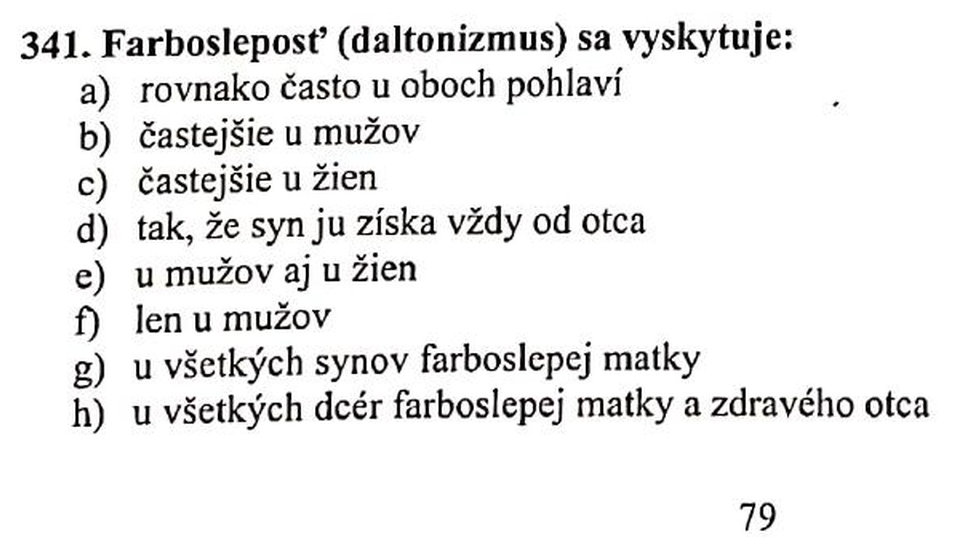 341. Farbosleposť (daltonizmus) sa vyskytuje:
a) rovnako často u oboch pohlaví
b) častejšie u mužov
c) častejšie u žien
d) tak, že syn ju získa vždy od otca
e) u mužov aj u žien
f) len u mužov
g) u všetkých synov farboslepej matky
h) u všetkých dcér farboslepej matky a zdravého otca
79